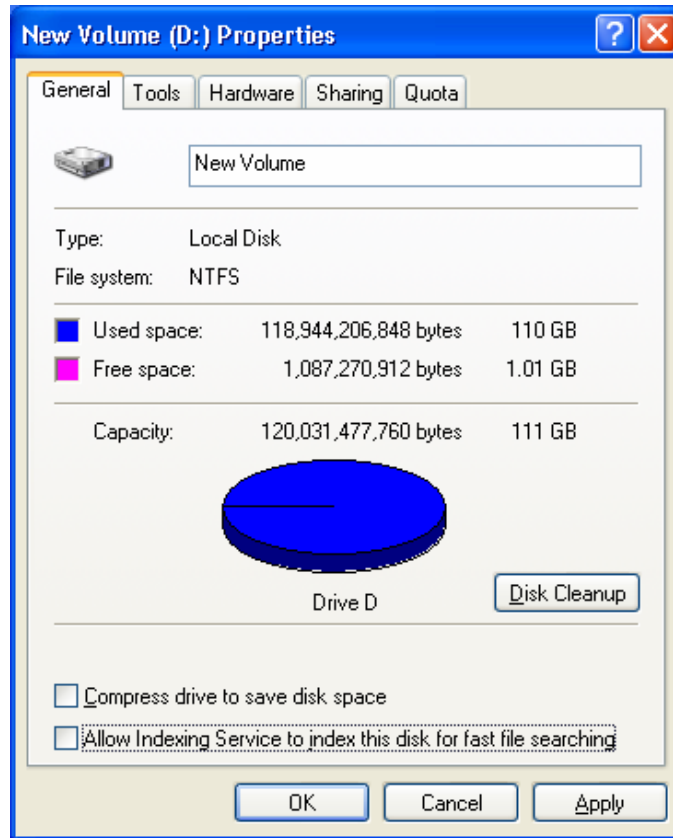 New Volume (D:) Properties
General Tools Hardware Sharing Quota
New Volume
Type: Local Disk
File system: NTFS
Used space: 118,944,206,848 bytes 110 GB
Free space: 1,087,270,912 bytes 1.01 GB
Capacity: 120,031,477,760 bytes 111 GB
Drive D
Disk Cleanup
Compress drive to save disk space
Allow Indexing Service to index this disk for fast file searching
OK Cancel Apply